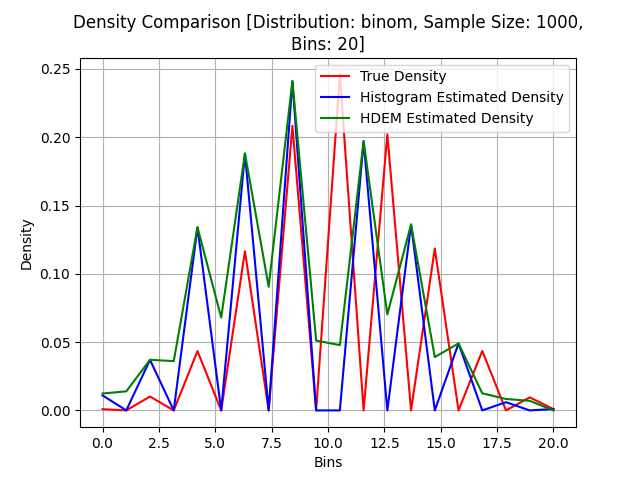 Density Comparison [Distribution: binom, Sample Size: 1000,
Bins: 20]
True Density
Histogram Estimated Density
HDEM Estimated Density
Density
0.25
0.20
0.15
0.10
0.05
0.00
0.0 2.5 5.0 7.5 10.0 12.5 15.0 17.5 20.0
Bins